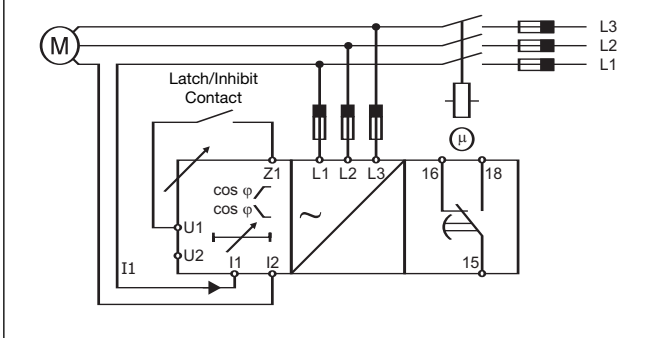 L3
M
L2
L1
Latch/Inhibit
Contact
µ
Z1
L1
L2
L3
16
18
cos φ
cos φ
~
U1
U2
I1
I1
I2
15